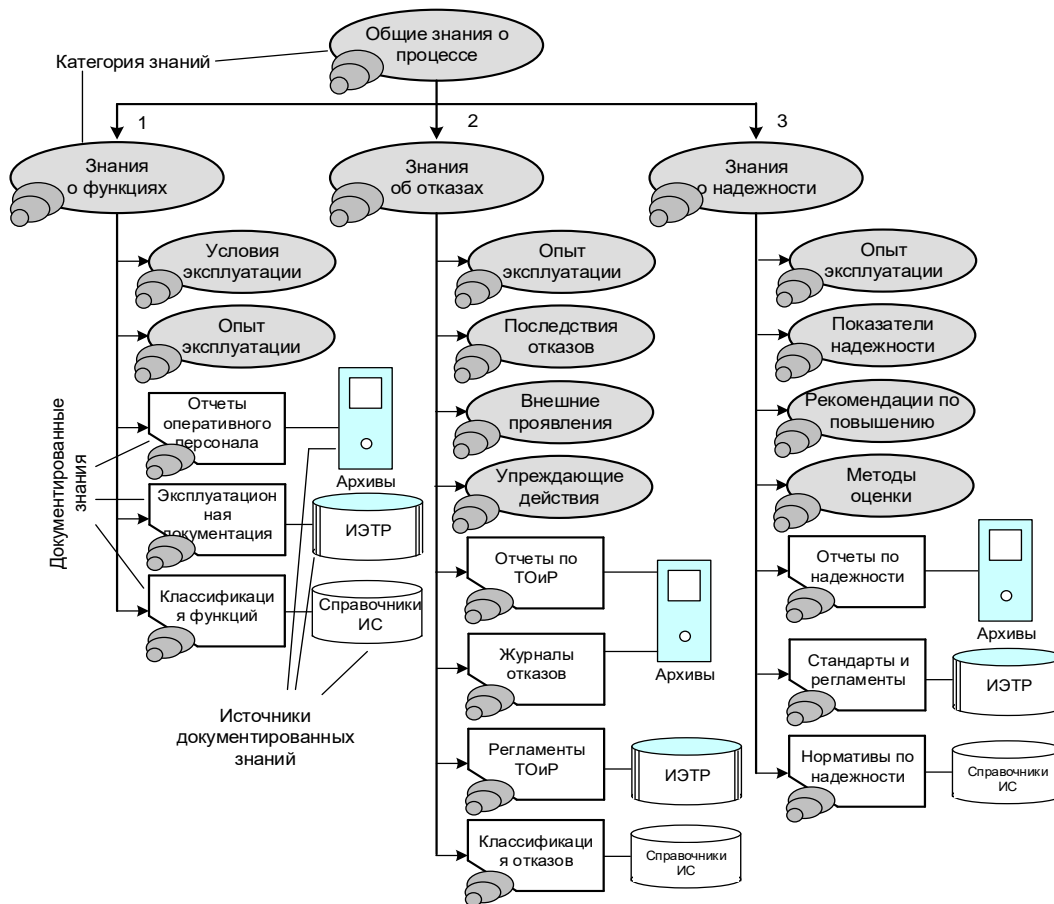 Общие знания о
процессе
Категория знаний
1
2
3
Знания
о функциях
Знания
об отказах
Знания
о надежности
Условия
эксплуатации
Опыт
эксплуатации
Отчеты
оперативного
персонала
Архивы
Эксплуатацион
ная
документация
ИЭТР
Классификаци
я функций
Справочники
ИС
Документированные
знания
Источники
документированных
знаний
Опыт
эксплуатации
Последствия
отказов
Внешние
проявления
Упреждающие
действия
Отчеты по
ТОиР
Журналы
отказов
Архивы
Регламенты
ТОиР
ИЭТР
Классификаци
я отказов
Справочники
ИС
Опыт
эксплуатации
Показатели
надежности
Рекомендации по
повышению
Методы
оценки
Отчеты по
надежности
Архивы
Стандарты и
регламенты
ИЭТР
Нормативы по
надежности
Справочники
ИС